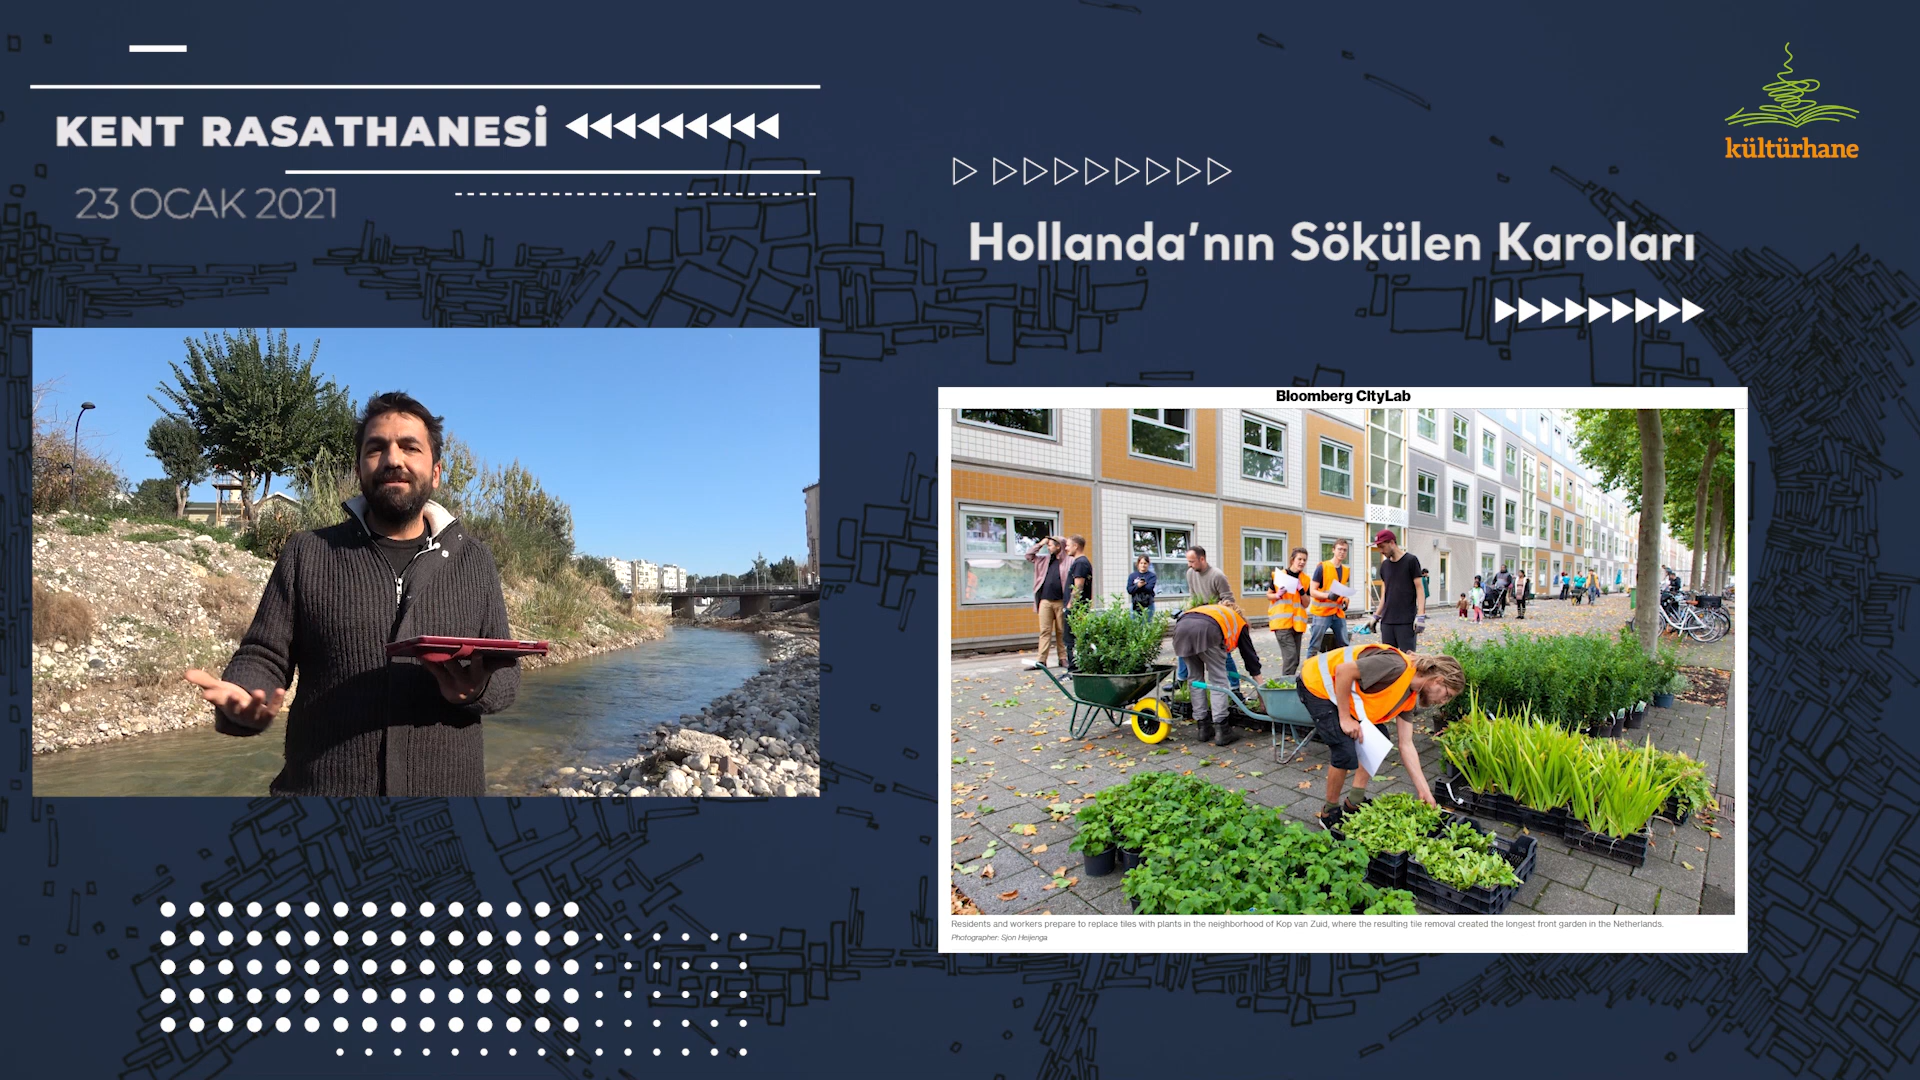 KENT RASATHANESİ
23 OCAK 2021
kültürhane
Hollanda'nın Sökülen Karoları
Bloomberg CityLab
Residents and workers prepare to replace tiles with plants in the neighborhood of Kop van Zuid, where the resulting tile removal created the longest front garden in the Netherlands.
Photographer: Sjon Heijenga